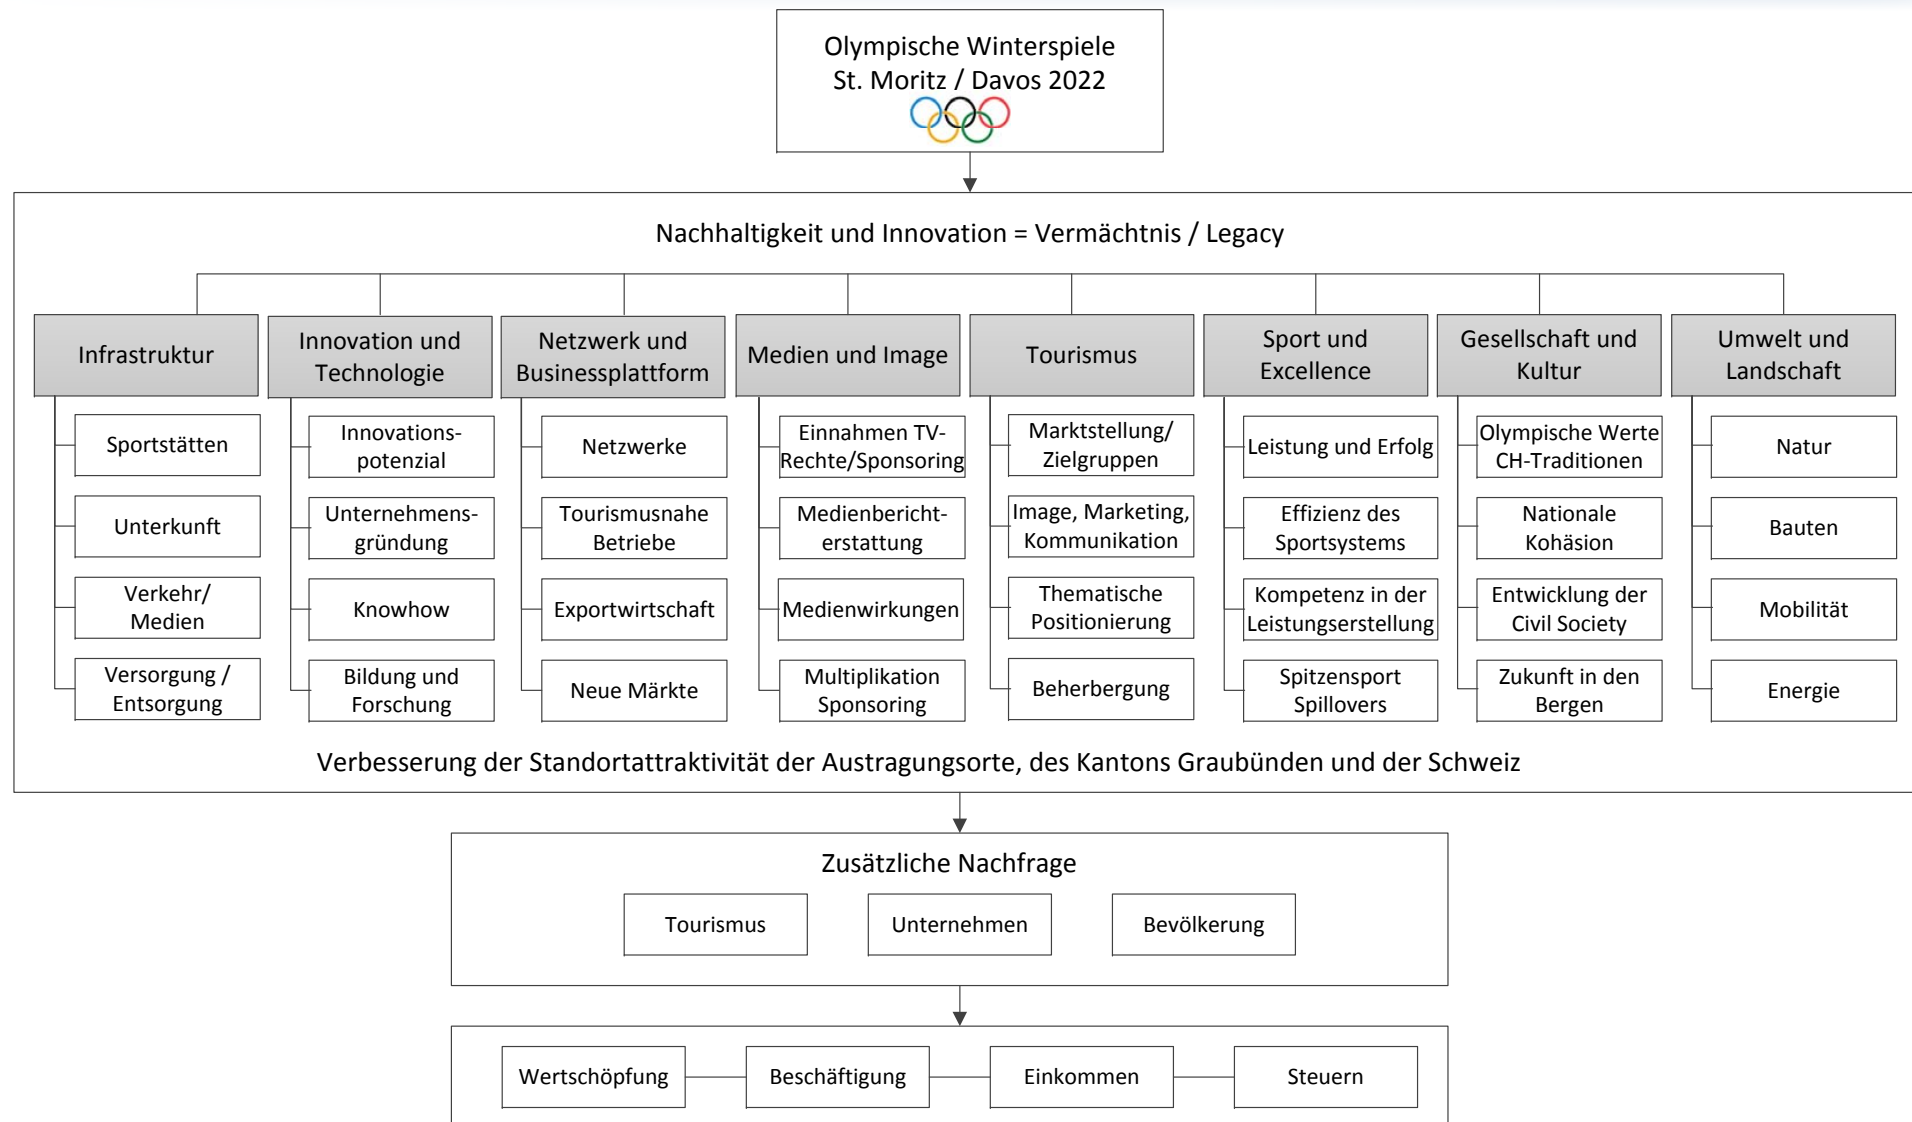 Olympische Winterspiele
St. Moritz / Davos 2022
Nachhaltigkeit und Innovation = Vermächtnis / Legacy
Infrastruktur
Sportstätten
Unterkunft
Verkehr/
Medien
Versorgung /
Entsorgung
Innovation und
Technologie
Innovations-
potenzial
Unternehmens-
gründung
Knowhow
Bildung und
Forschung
Netzwerk und
Businessplattform
Netzwerke
Tourismusnahe
Betriebe
Exportwirtschaft
Neue Märkte
Medien und Image
Einnahmen TV-
Rechte/Sponsoring
Medienbericht-
erstattung
Medienwirkungen
Multiplikation
Sponsoring
Tourismus
Marktstellung/
Zielgruppen
Image, Marketing,
Kommunikation
Thematische
Positionierung
Beherbergung
Sport und
Excellence
Leistung und Erfolg
Effizienz des
Sportsystems
Kompetenz in der
Leistungserstellung
Spitzensport
Spillovers
Gesellschaft und
Kultur
Olympische Werte
CH-Traditionen
Nationale
Kohäsion
Entwicklung der
Civil Society
Zukunft in den
Bergen
Umwelt und
Landschaft
Natur
Bauten
Mobilität
Energie
Verbesserung der Standortattraktivität der Austragungsorte, des Kantons Graubünden und der Schweiz
Zusätzliche Nachfrage
Tourismus
Unternehmen
Bevölkerung
Wertschöpfung
Beschäftigung
Einkommen
Steuern